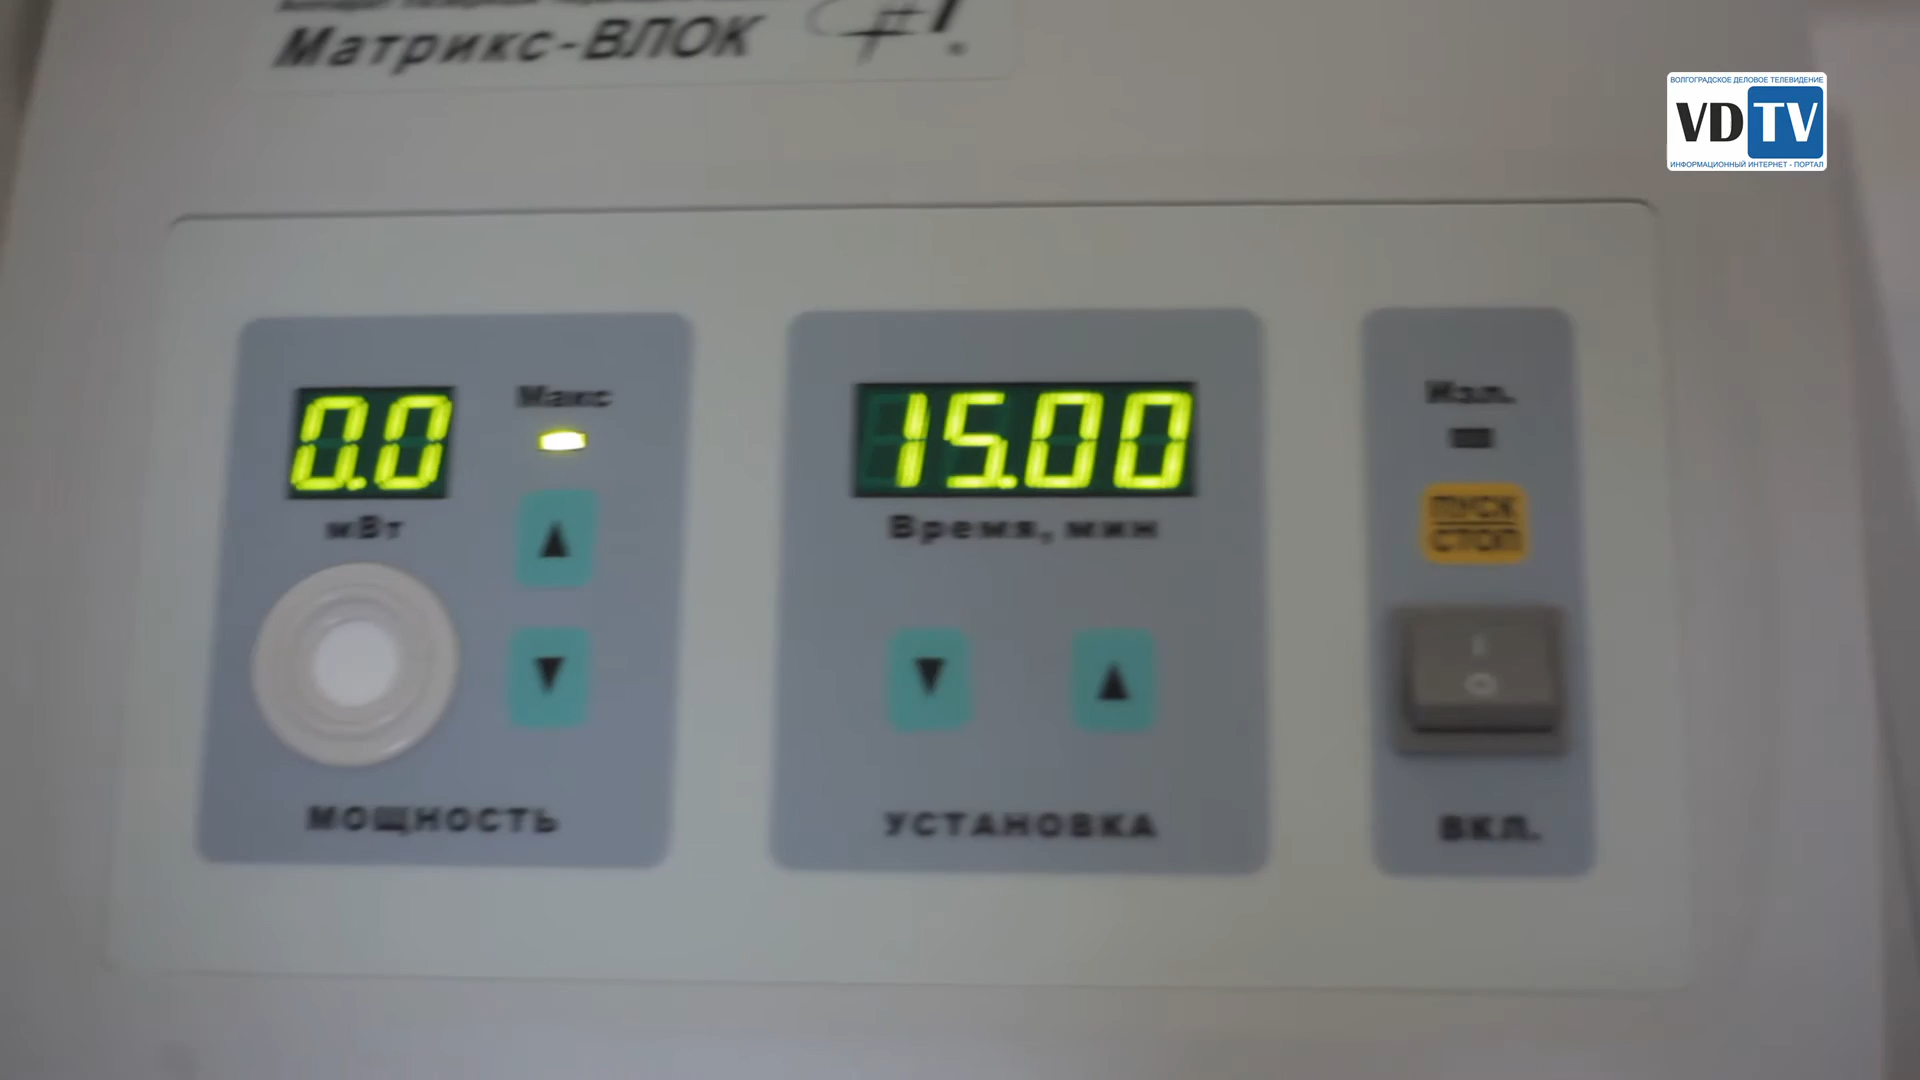 Матрикс-ВЛОК
ВОЛГОГРАДСКОЕ ДЕЛОВОЕ ТЕЛЕВИДЕНИЕ
VDTV
ИНФОРМАЦИОННЫЙ ИНТЕРНЕТ - ПОРТАЛ
0.0
Макс
мВт
МОЩНОСТЬ
15.00
Время, мин
УСТАНОВКА
Изл.
ПУСК
СТОП
I
O
ВКЛ.